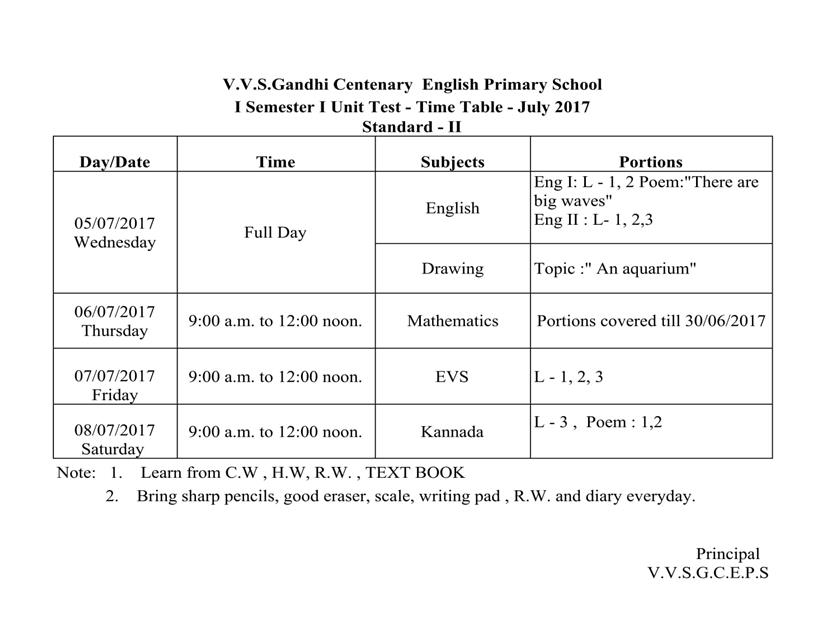 V.V.S.Gandhi Centenary  English Primary School
I Semester I Unit Test - Time Table - July 2017
Standard - II
Day/Date Time Subjects Portions
05/07/2017
Wednesday
Full Day
English
Eng I: L - 1, 2 Poem:"There are
big waves"
Eng II : L- 1, 2,3
Drawing Topic :" An aquarium"
06/07/2017
Thursday
9:00 a.m. to 12:00 noon. Mathematics Portions covered till 30/06/2017
07/07/2017
Friday
9:00 a.m. to 12:00 noon. EVS L - 1, 2, 3
08/07/2017
Saturday
9:00 a.m. to 12:00 noon. Kannada L - 3 ,  Poem : 1,2
Note:  1.   Learn from C.W , H.W, R.W. , TEXT BOOK
2.   Bring sharp pencils, good eraser, scale, writing pad , R.W. and diary everyday.
Principal
V.V.S.G.C.E.P.S